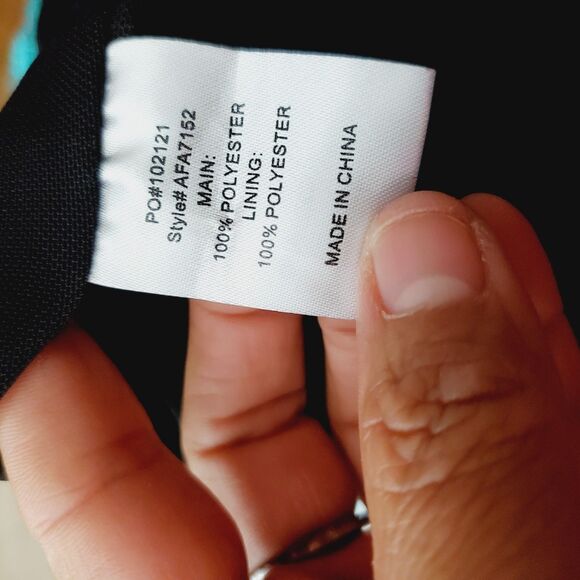 PO#102121
Style#AFA7152
MAIN:
100% POLYESTER
LINING:
100% POLYESTER
MADE IN CHINA